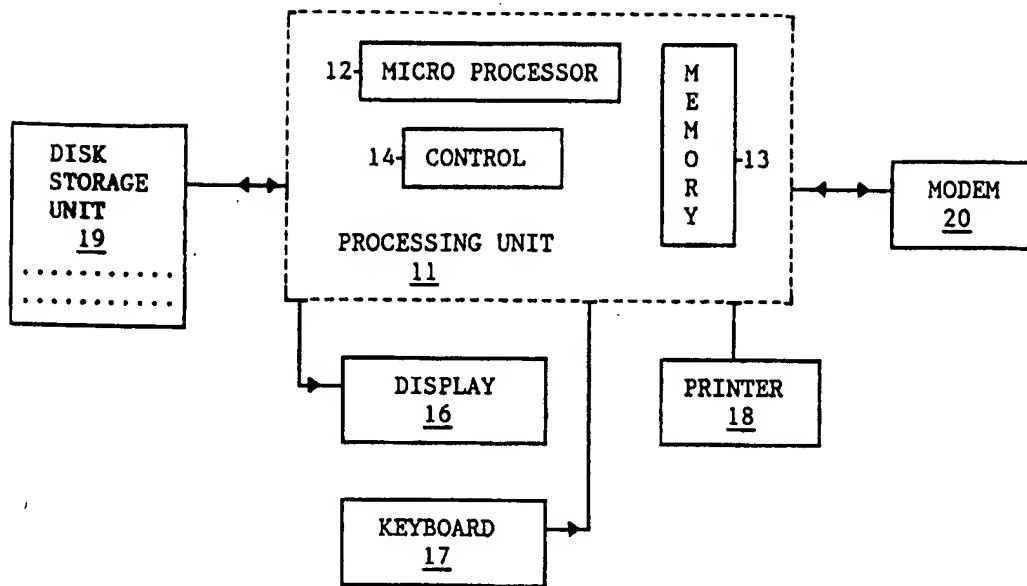 12 MICRO PROCESSOR
M
E
M
O
R
Y
13
14 CONTROL
PROCESSING UNIT
11
DISK
STORAGE
UNIT
19
MODEM
20
DISPLAY
16
PRINTER
18
KEYBOARD
17